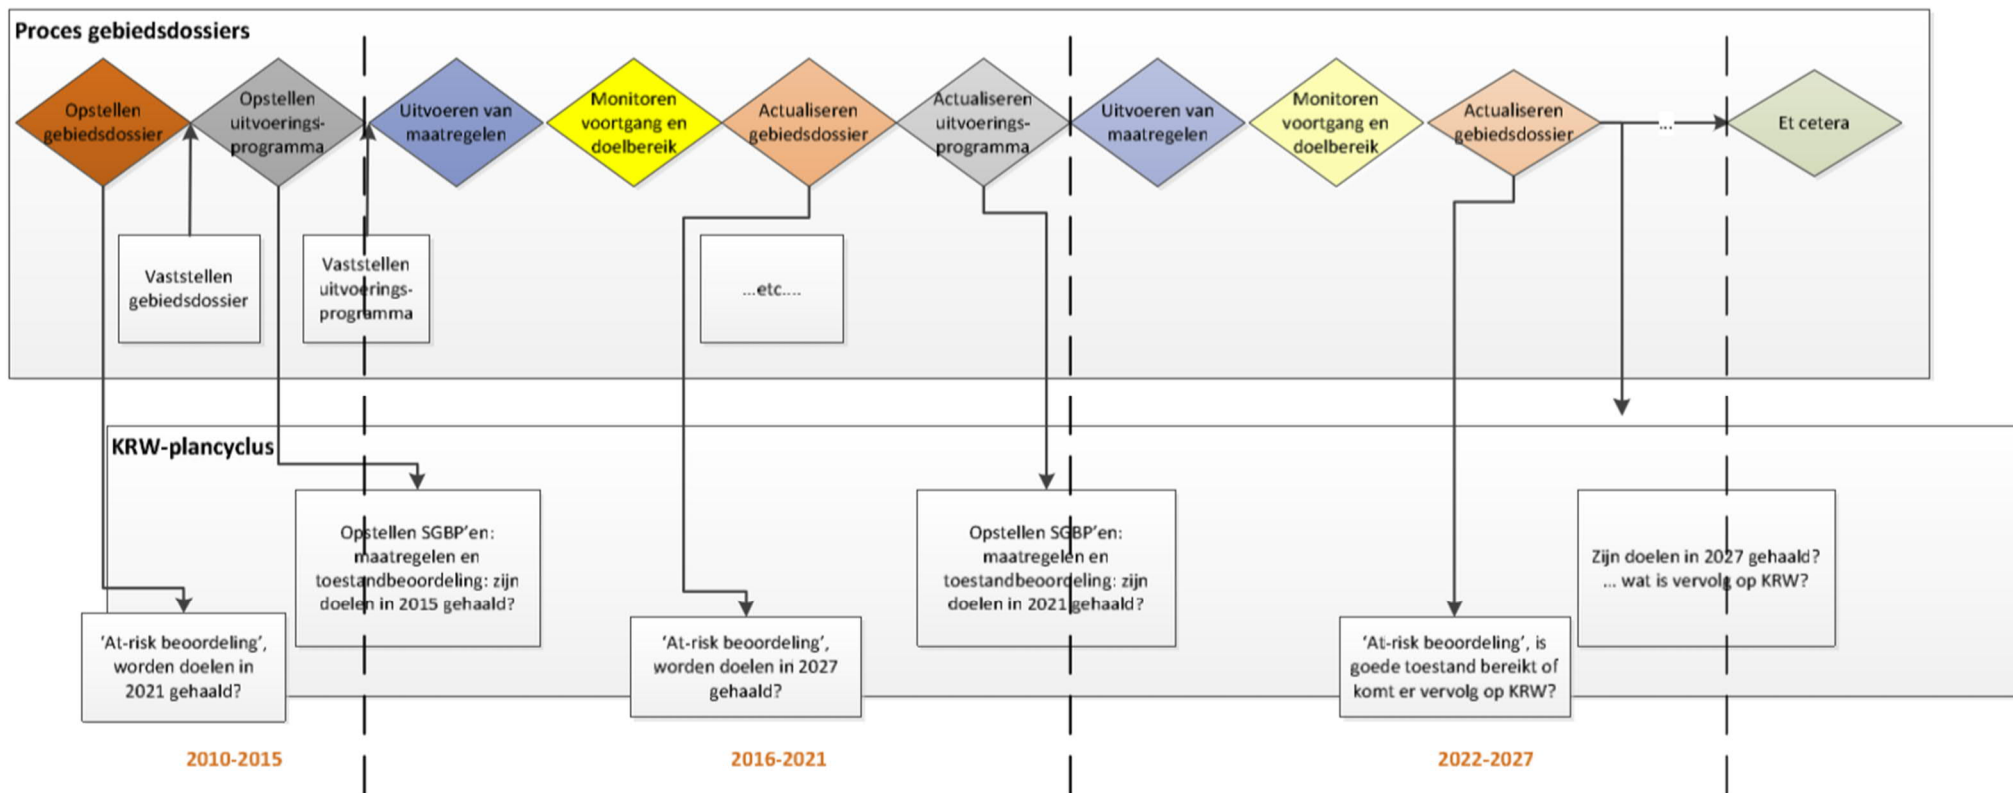 Proces gebiedsdossiers
Opstellen
gebiedsdossier
Opstellen
uitvoerings-
programma
Uitvoeren van
maatregelen
Monitoren
voortgang en
doelbereik
Actualiseren
gebiedsdossier
Actualiseren
uitvoerings-
programma
Uitvoeren van
maatregelen
Monitoren
voortgang en
doelbereik
Actualiseren
gebiedsdossier
...
Et cetera
Vaststellen
gebiedsdossier
Vaststellen
uitvoerings-
programma
...etc....
KRW-plancyclus
Opstellen SGBP'en:
maatregelen en
toestandbeoordeling: zijn
doelen in 2015 gehaald?
Opstellen SGBP'en:
maatregelen en
toestandbeoordeling: zijn
doelen in 2021 gehaald?
Zijn doelen in 2027 gehaald?
... wat is vervolg op KRW?
'At-risk beoordeling',
worden doelen in
2021 gehaald?
'At-risk beoordeling',
worden doelen in 2027
gehaald?
'At-risk beoordeling', is
goede toestand bereikt of
komt er vervolg op KRW?
2010-2015
2016-2021
2022-2027